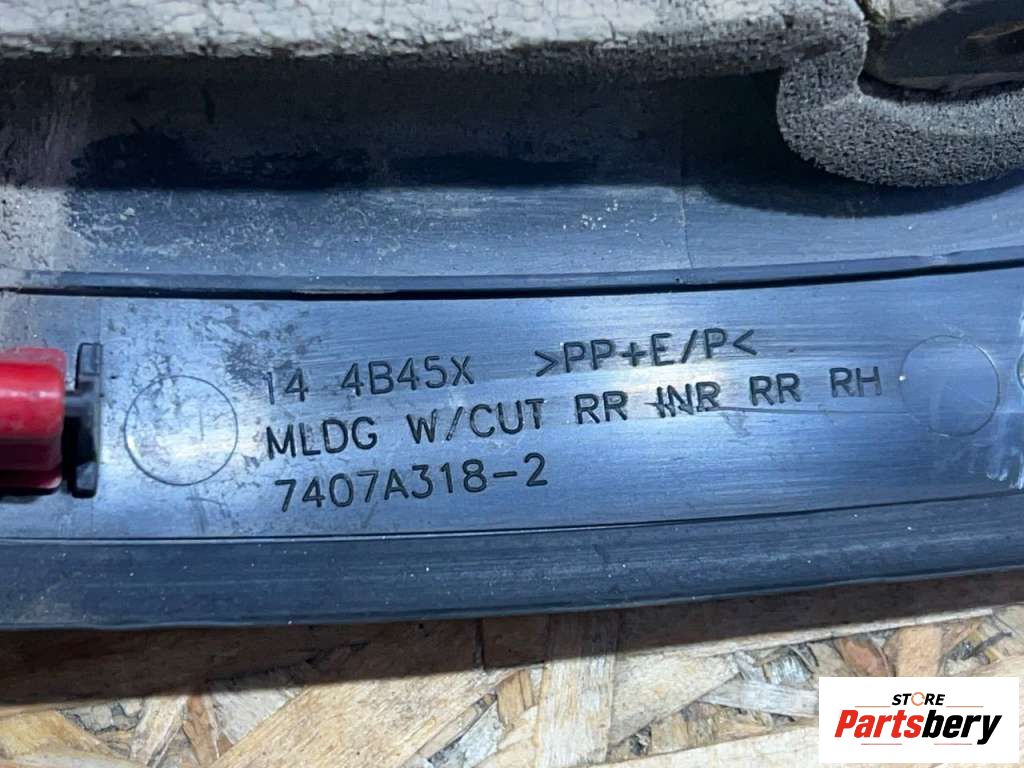 14 4B45X >PP+E/P<
MLDG W/CUT RR INR RR RH
7407A318-2
STORE
Partsbery